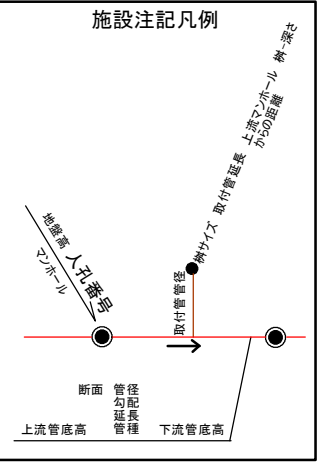 施設注記凡例
桝サイズ 取付管延長 上流マンホール 桝-深さ
からの距離
地盤高 人孔番号
マンホール
取付管管径
断面 管径
勾配
延長
上流管底高 管種 下流管底高